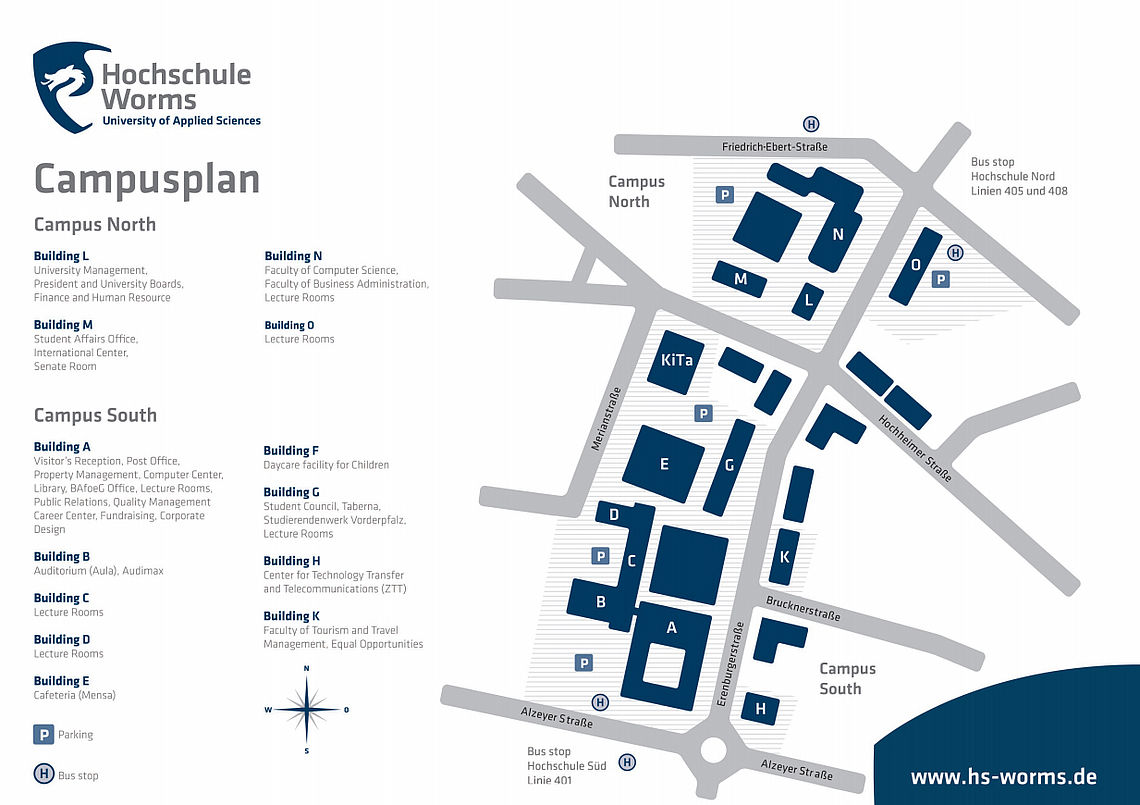 Hochschule
Worms
University of Applied Sciences
Campusplan
Campus North
Building L
University Management,
President and University Boards,
Finance and Human Resource
Building M
Student Affairs Office,
International Center,
Senate Room
Building N
Faculty of Computer Science,
Faculty of Business Administration,
Lecture Rooms
Building O
Lecture Rooms
Campus South
Building A
Visitor's Reception, Post Office,
Property Management, Computer Center,
Library, BAfoeG Office, Lecture Rooms,
Public Relations, Quality Management
Career Center, Fundraising, Corporate
Design
Building B
Auditorium (Aula), Audimax
Building C
Lecture Rooms
Building D
Lecture Rooms
Building E
Cafeteria (Mensa)
Building F
Daycare facility for Children
Building G
Student Council, Taberna,
Studierendenwerk Vorderpfalz,
Lecture Rooms
Building H
Center for Technology Transfer
and Telecommunications (ZTT)
Building K
Faculty of Tourism and Travel
Management, Equal Opportunities
P Parking
H Bus stop
N
W
O
S
H
Friedrich-Ebert-Straße
Bus stop
Hochschule Nord
Linien 405 und 408
Campus
North
P
N
M
L
O
H
P
KiTa
P
Merianstraße
Hochheimer Straße
E
G
D
C
P
B
A
K
Brucknerstraße
Erenburgerstraße
Campus
South
P
H
H
Alzeyer Straße
Bus stop
Hochschule Süd
Linie 401
H
Alzeyer Straße
www.hs-worms.de